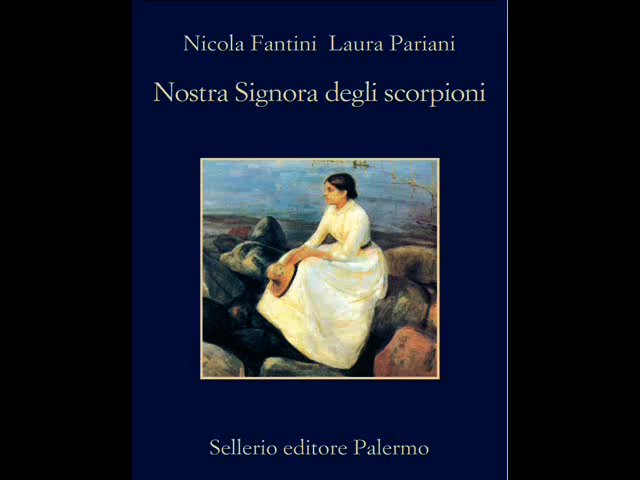 Nicola Fantini Laura Pariani
Nostra Signora degli scorpioni
Sellerio editore Palermo